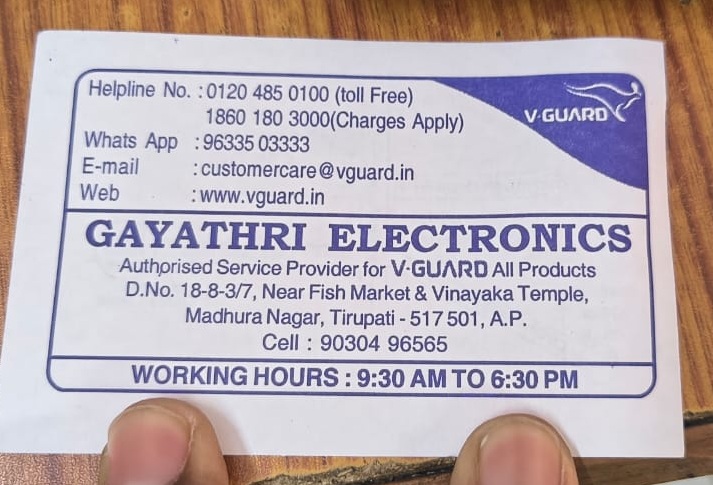 Helpline No. : 0120 485 0100 (toll Free)
1860 180 3000(Charges Apply)
Whats App : 96335 03333
E-mail : customercare@vguard.in
Web : www.vguard.in
V-GUARD
GAYATHRI ELECTRONICS
Authorised Service Provider for V-GUARD All Products
D.No. 18-8-3/7, Near Fish Market & Vinayaka Temple,
Madhura Nagar, Tirupati - 517 501, A.P.
Cell : 90304 96565
WORKING HOURS : 9:30 AM TO 6:30 PM